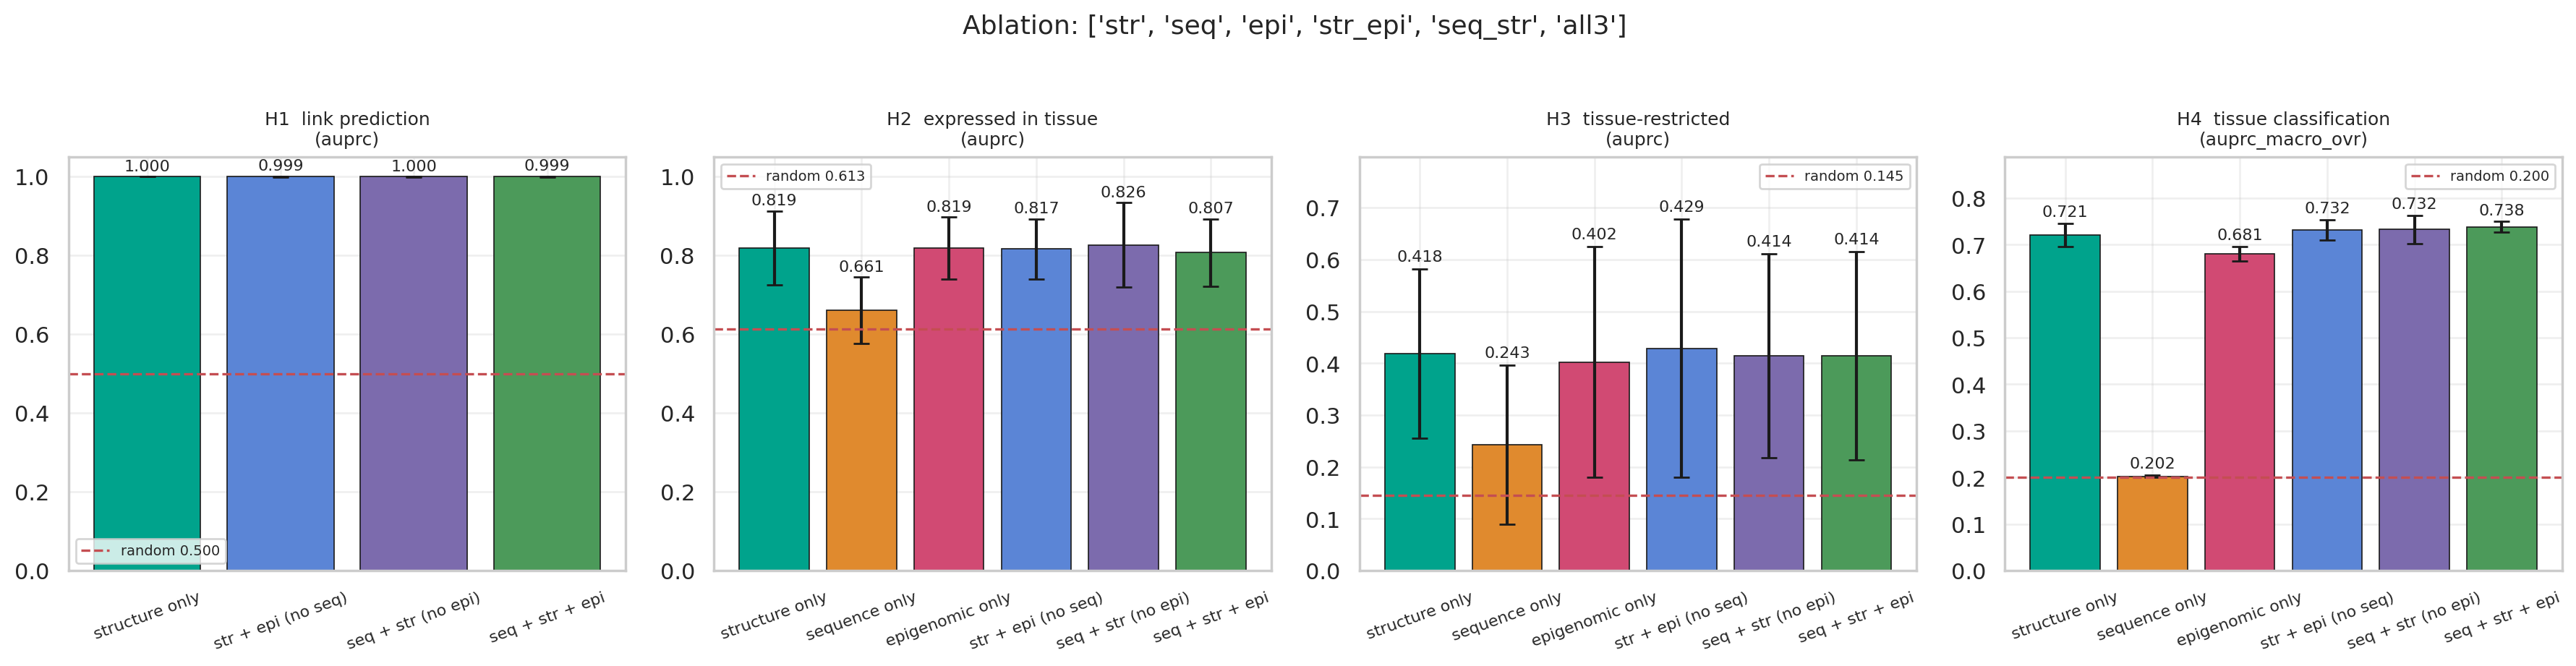 Ablation: ['str', 'seq', 'epi', 'str_epi', 'seq_str', 'all3']
H1  link prediction
(auprc)
1.0
0.8
0.6
0.4
0.2
0.0
1.000
0.999
1.000
0.999
random 0.500
structure only
str + epi (no seq)
seq + str (no epi)
seq + str + epi
H2  expressed in tissue
(auprc)
1.0
0.8
0.6
0.4
0.2
0.0
random 0.613
0.819
0.661
0.819
0.817
0.826
0.807
structure only
sequence only
epigenomic only
str + epi (no seq)
seq + str (no epi)
seq + str + epi
H3  tissue-restricted
(auprc)
0.7
0.6
0.5
0.4
0.3
0.2
0.1
0.0
random 0.145
0.418
0.243
0.402
0.429
0.414
0.414
structure only
sequence only
epigenomic only
str + epi (no seq)
seq + str (no epi)
seq + str + epi
H4  tissue classification
(auprc_macro_ovr)
0.8
0.7
0.6
0.5
0.4
0.3
0.2
0.1
0.0
random 0.200
0.721
0.202
0.681
0.732
0.732
0.738
structure only
sequence only
epigenomic only
str + epi (no seq)
seq + str (no epi)
seq + str + epi